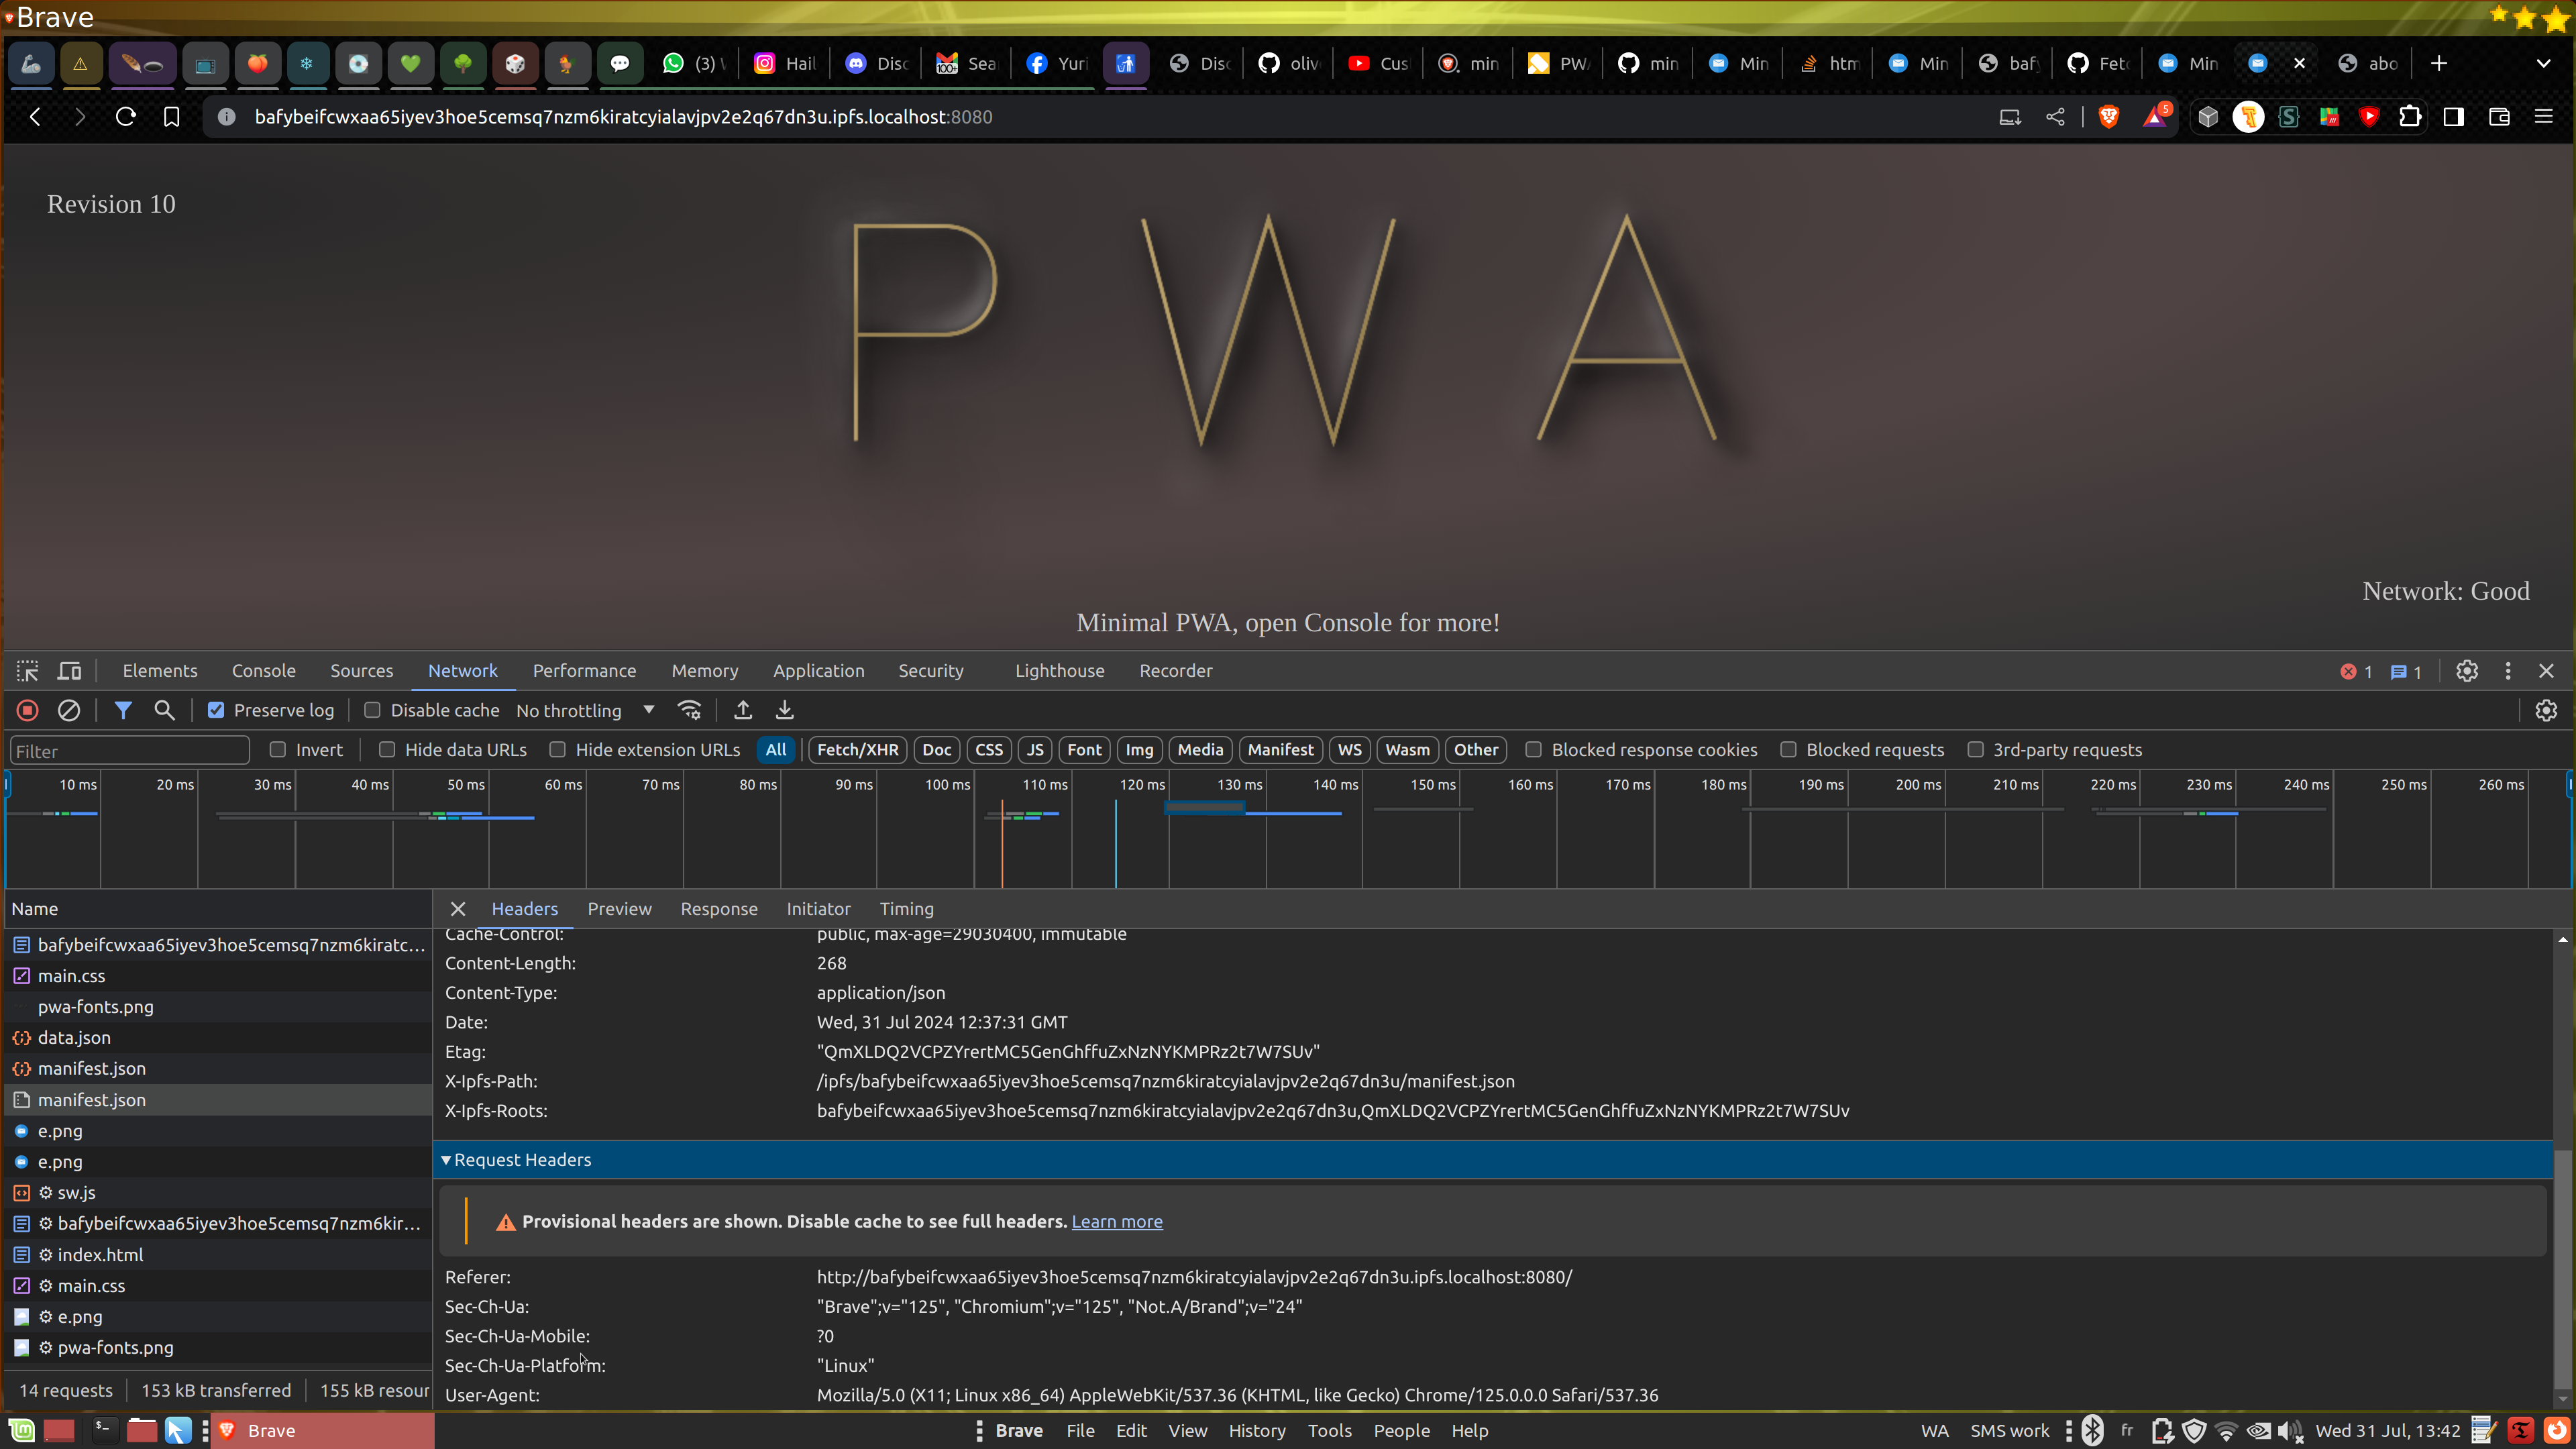 Brave
(3) W
Hail
Disc
Sea
Yuri
Disc
oliv
Cus
min
PW
min
Min
htm
Min
baf
Fetc
Min
abo
bafybeifcwxaa65iyev3hoe5cemsq7nzm6kiratcyialavjpv2e2q67dn3u.ipfs.localhost:8080
5
Revision 10
P W A
Network: Good
Minimal PWA, open Console for more!
Elements Console Sources Network Performance Memory Application Security Lighthouse Recorder 1 1
Preserve log Disable cache No throttling
Filter Invert Hide data URLs Hide extension URLs All Fetch/XHR Doc CSS JS Font Img Media Manifest WS Wasm Other Blocked response cookies Blocked requests 3rd-party requests
10 ms 20 ms 30 ms 40 ms 50 ms 60 ms 70 ms 80 ms 90 ms 100 ms 110 ms 120 ms 130 ms 140 ms 150 ms 160 ms 170 ms 180 ms 190 ms 200 ms 210 ms 220 ms 230 ms 240 ms 250 ms 260 ms
Name
bafybeifcwxaa65iyev3hoe5cemsq7nzm6kiratc...
main.css
pwa-fonts.png
data.json
manifest.json
manifest.json
e.png
e.png
sw.js
bafybeifcwxaa65iyev3hoe5cemsq7nzm6kir...
index.html
main.css
e.png
pwa-fonts.png
14 requests 153 kB transferred 155 kB resour
Headers Preview Response Initiator Timing
Cache-Control: public, max-age=29030400, immutable
Content-Length: 268
Content-Type: application/json
Date: Wed, 31 Jul 2024 12:37:31 GMT
Etag: "QmXLDQ2VCPZYrertMC5GenGhffuZxNzNYKMPRz2t7W7SUv"
X-Ipfs-Path: /ipfs/bafybeifcwxaa65iyev3hoe5cemsq7nzm6kiratcyialavjpv2e2q67dn3u/manifest.json
X-Ipfs-Roots: bafybeifcwxaa65iyev3hoe5cemsq7nzm6kiratcyialavjpv2e2q67dn3u,QmXLDQ2VCPZYrertMC5GenGhffuZxNzNYKMPRz2t7W7SUv
Request Headers
Provisional headers are shown. Disable cache to see full headers. Learn more
Referer: http://bafybeifcwxaa65iyev3hoe5cemsq7nzm6kiratcyialavjpv2e2q67dn3u.ipfs.localhost:8080/
Sec-Ch-Ua: "Brave";v="125", "Chromium";v="125", "Not.A/Brand";v="24"
Sec-Ch-Ua-Mobile: ?0
Sec-Ch-Ua-Platform: "Linux"
User-Agent: Mozilla/5.0 (X11; Linux x86_64) AppleWebKit/537.36 (KHTML, like Gecko) Chrome/125.0.0.0 Safari/537.36
Brave
Brave File Edit View History Tools People Help
WA SMS work fr Wed 31 Jul, 13:42